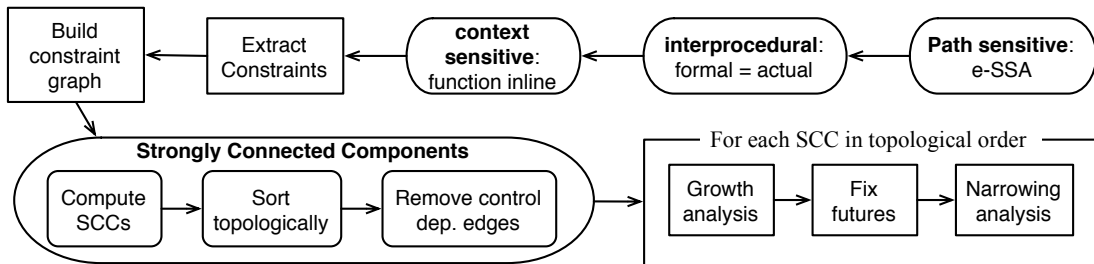 Build
constraint
graph
Extract
Constraints
context
sensitive:
function inline
interprocedural:
formal = actual
Path sensitive:
e-SSA
Strongly Connected Components
Compute
SCCs
Sort
topologically
Remove control
dep. edges
For each SCC in topological order
Growth
analysis
Fix
futures
Narrowing
analysis